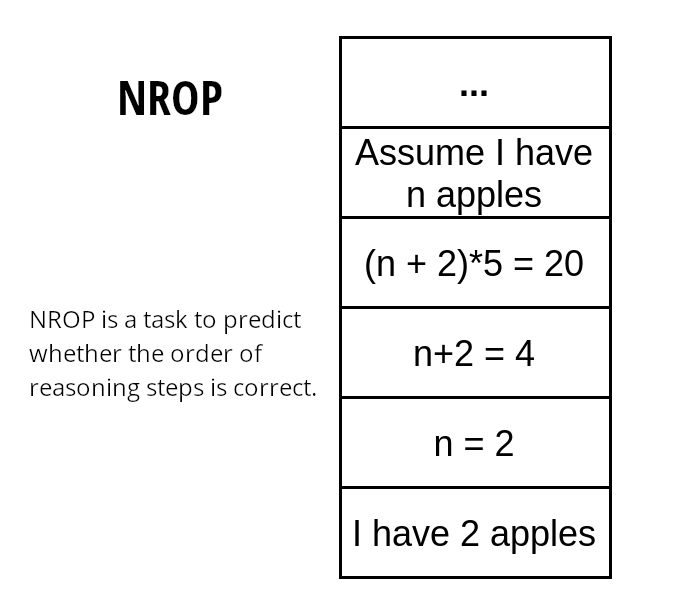 NROP
NROP is a task to predict
whether the order of
reasoning steps is correct.
...
Assume I have
n apples
(n + 2)*5 = 20
n+2 = 4
n = 2
I have 2 apples